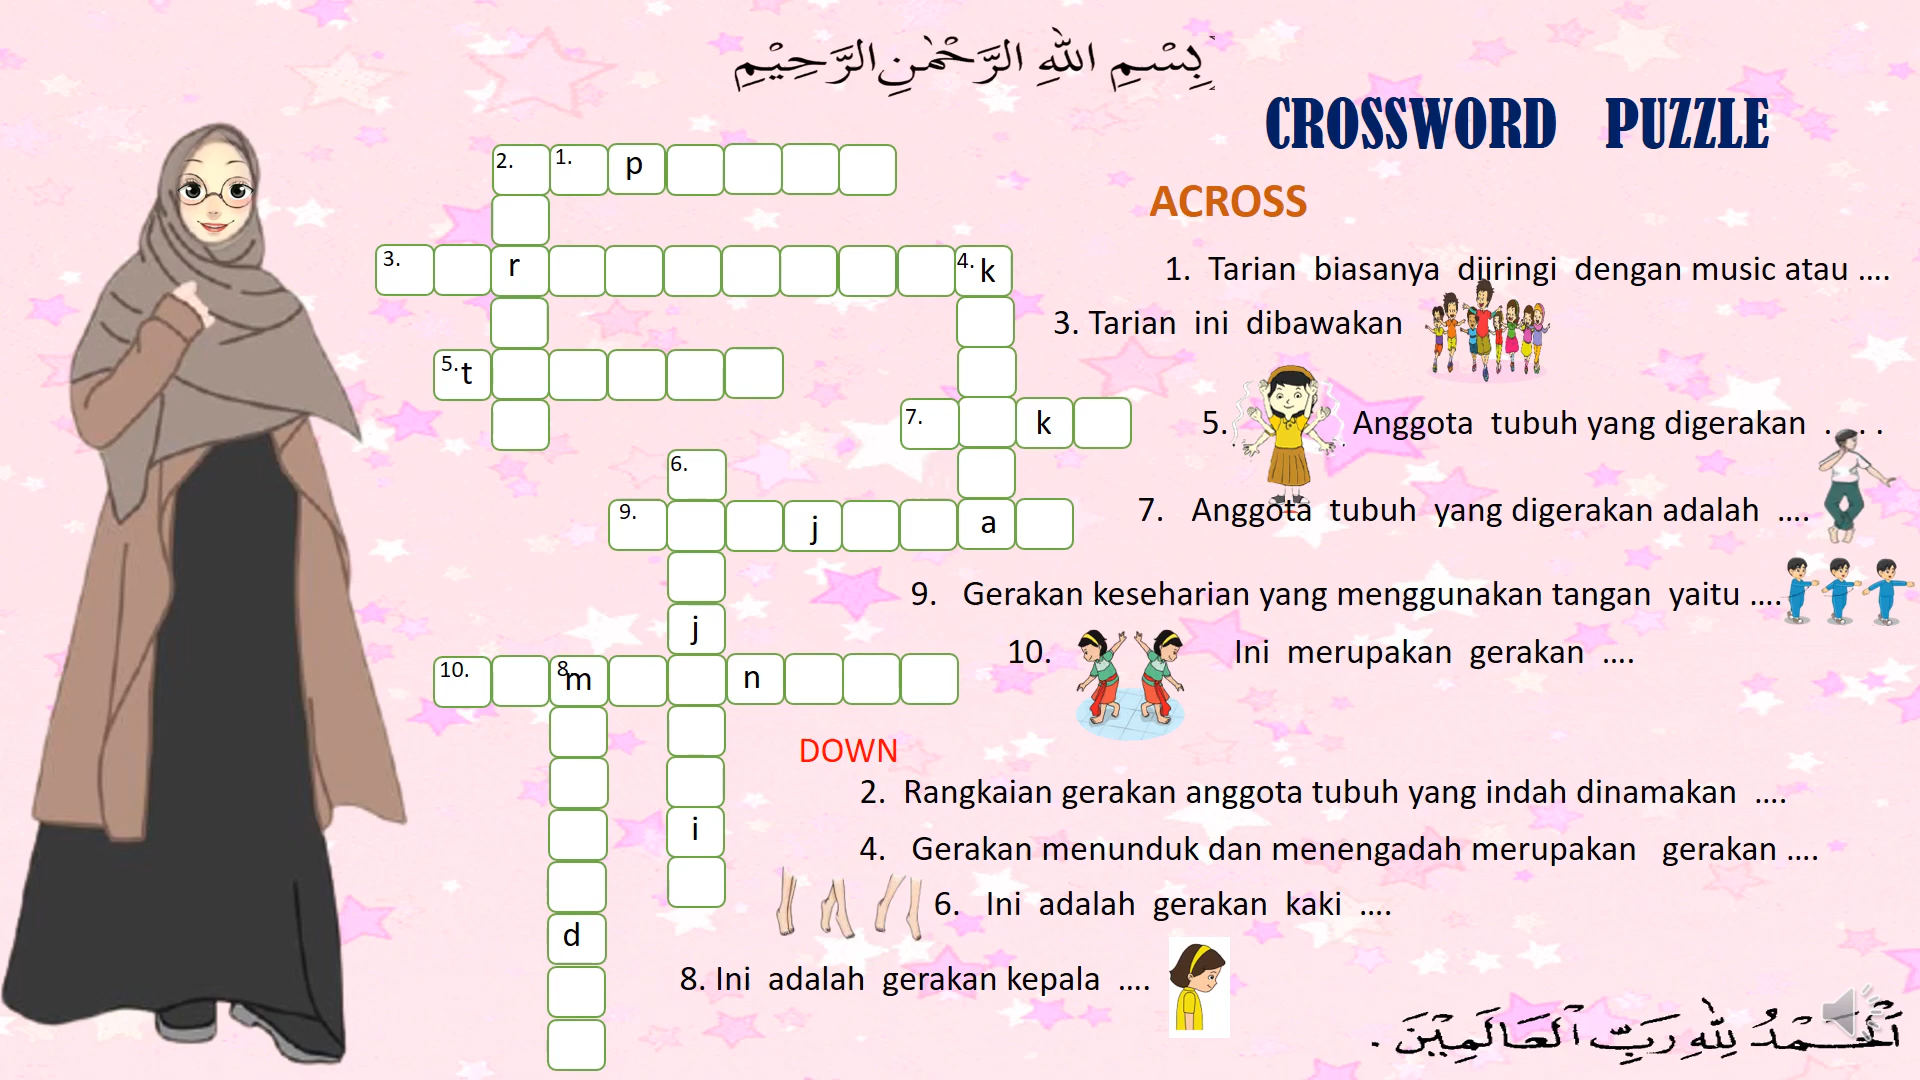 بِسْمِ اللهِ الرَّحْمٰنِ الرَّحِيْمِ
CROSSWORD PUZZLE
2. 1. p
ACROSS
3. r 4. k
1. Tarian biasanya diiringi dengan music atau ....
3. Tarian ini dibawakan
5. t
7. k
5. Anggota tubuh yang digerakan . . . .
6.
9. j a
7. Anggota tubuh yang digerakan adalah ....
j
9. Gerakan keseharian yang menggunakan tangan yaitu ....
10. Ini merupakan gerakan ....
10. 8 m n
DOWN
2. Rangkaian gerakan anggota tubuh yang indah dinamakan ....
i
4. Gerakan menunduk dan menengadah merupakan gerakan ....
6. Ini adalah gerakan kaki ....
d
8. Ini adalah gerakan kepala ....
اَلْحَمْدُ لِلّٰهِ رَبِّ الْعَالَمِيْنَ .